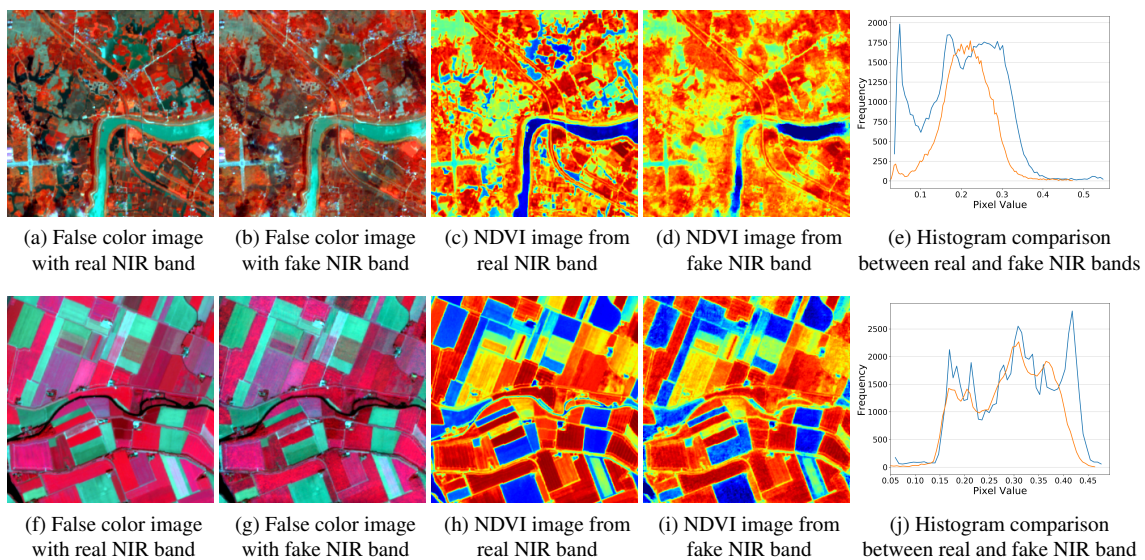 2000
1750
1500
1250
1000
750
500
250
0
Frequency
0.1 0.2 0.3 0.4 0.5
Pixel Value
(a) False color image
with real NIR band
(b) False color image
with fake NIR band
(c) NDVI image from
real NIR band
(d) NDVI image from
fake NIR band
(e) Histogram comparison
between real and fake NIR bands
2500
2000
1500
1000
500
0
Frequency
0.05 0.10 0.15 0.20 0.25 0.30 0.35 0.40 0.45
Pixel Value
(f) False color image
with real NIR band
(g) False color image
with fake NIR band
(h) NDVI image from
real NIR band
(i) NDVI image from
fake NIR band
(j) Histogram comparison
between real and fake NIR band